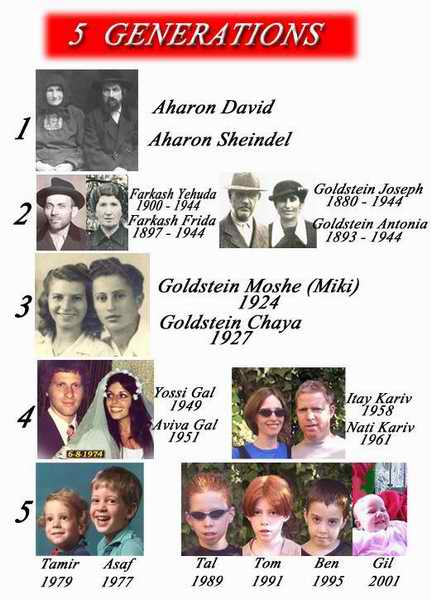 5 GENERATIONS
1
Aharon David
Aharon Sheindel
2
Farkash Yehuda
1900 - 1944
Farkash Frida
1897 - 1944
Goldstein Joseph
1880 - 1944
Goldstein Antonia
1893 - 1944
3
Goldstein Moshe (Miki)
1924
Goldstein Chaya
1927
4
6-8-1974
Yossi Gal
1949
Aviva Gal
1951
Itay Kariv
1958
Nati Kariv
1961
5
Tamir
1979
Asaf
1977
Tal
1989
Tom
1991
Ben
1995
Gil
2001